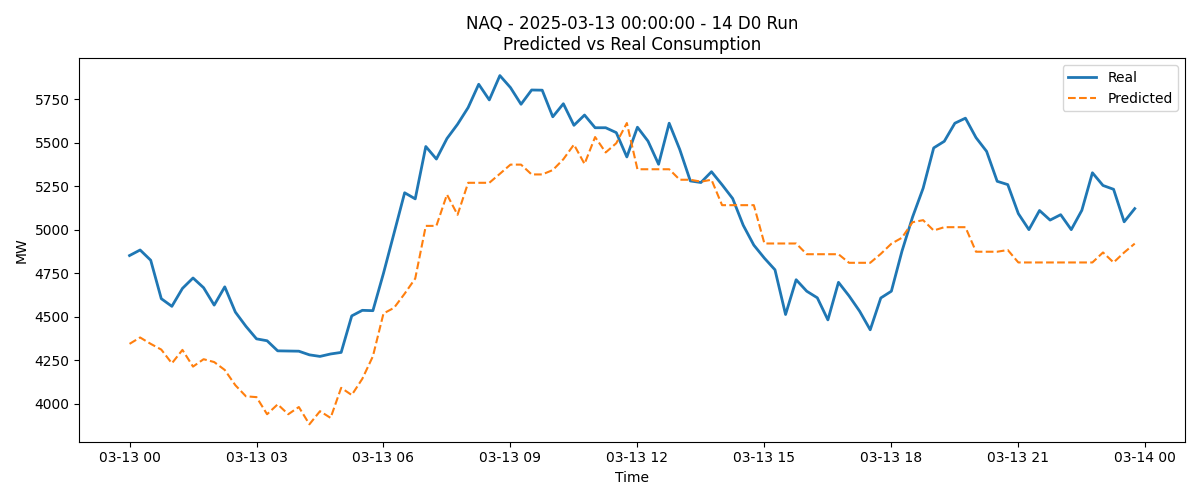 NAQ - 2025-03-13 00:00:00 - 14 D0 Run
Predicted vs Real Consumption
Real
Predicted
MW
5750
5500
5250
5000
4750
4500
4250
4000
03-13 00
03-13 03
03-13 06
03-13 09
03-13 12
03-13 15
03-13 18
03-13 21
03-14 00
Time